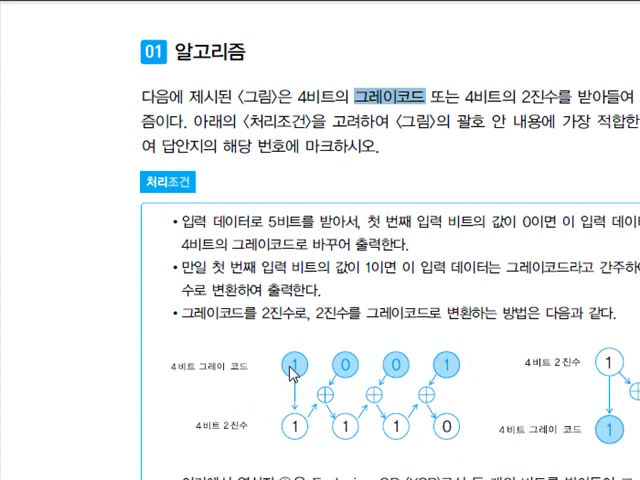 01 알고리즘
다음에 제시된 〈그림〉은 4비트의 그레이코드 또는 4비트의 2진수를 받아들여
즘이다. 아래의 〈처리조건〉을 고려하여 〈그림〉의 괄호 안 내용에 가장 적합한
여 답안지의 해당 번호에 마크하시오.
처리조건
• 입력 데이터로 5비트를 받아서, 첫 번째 입력 비트의 값이 0이면 이 입력 데이터
4비트의 그레이코드로 바꾸어 출력한다.
• 만일 첫 번째 입력 비트의 값이 1이면 이 입력 데이터는 그레이코드라고 간주하여
수로 변환하여 출력한다.
• 그레이코드를 2진수로, 2진수를 그레이코드로 변환하는 방법은 다음과 같다.
4비트 그레이 코드 1 0 0 1
4비트 2진수 1 1 1 0
4비트 2진수 1
4비트 그레이 코드 1